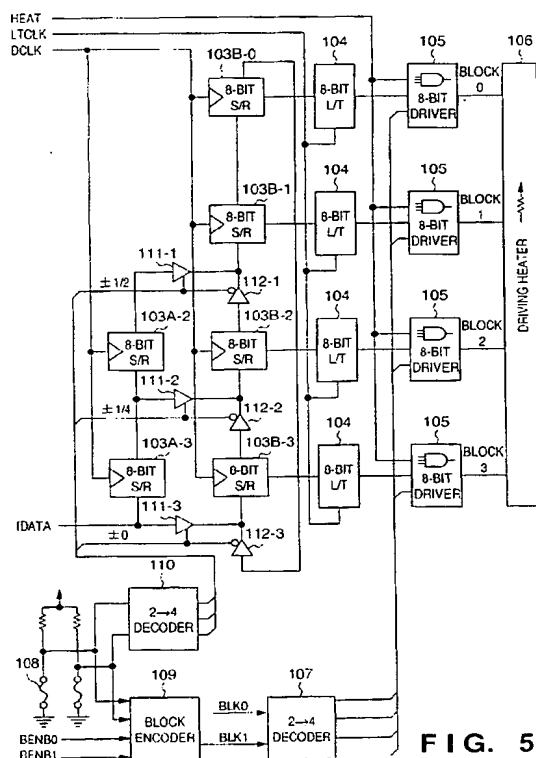 HEAT
LTCLK
DCLK
103B-0
8-BIT
S/R
104
8-BIT
L/T
105
8-BIT
DRIVER
BLOCK
0
106
DRIVING HEATER
103B-1
8-BIT
S/R
104
8-BIT
L/T
105
8-BIT
DRIVER
BLOCK
1
111-1
±1/2
112-1
103A-2
8-BIT
S/R
103B-2
8-BIT
S/R
104
8-BIT
L/T
105
8-BIT
DRIVER
BLOCK
2
111-2
±1/4
112-2
103A-3
8-BIT
S/R
103B-3
8-BIT
S/R
104
8-BIT
L/T
105
8-BIT
DRIVER
BLOCK
3
111-3
IDATA
±0
112-3
110
2→4
DECODER
108
109
BLOCK
ENCODER
BLK0
BLK1
107
2→4
DECODER
BENB0
BENB1
FIG. 5